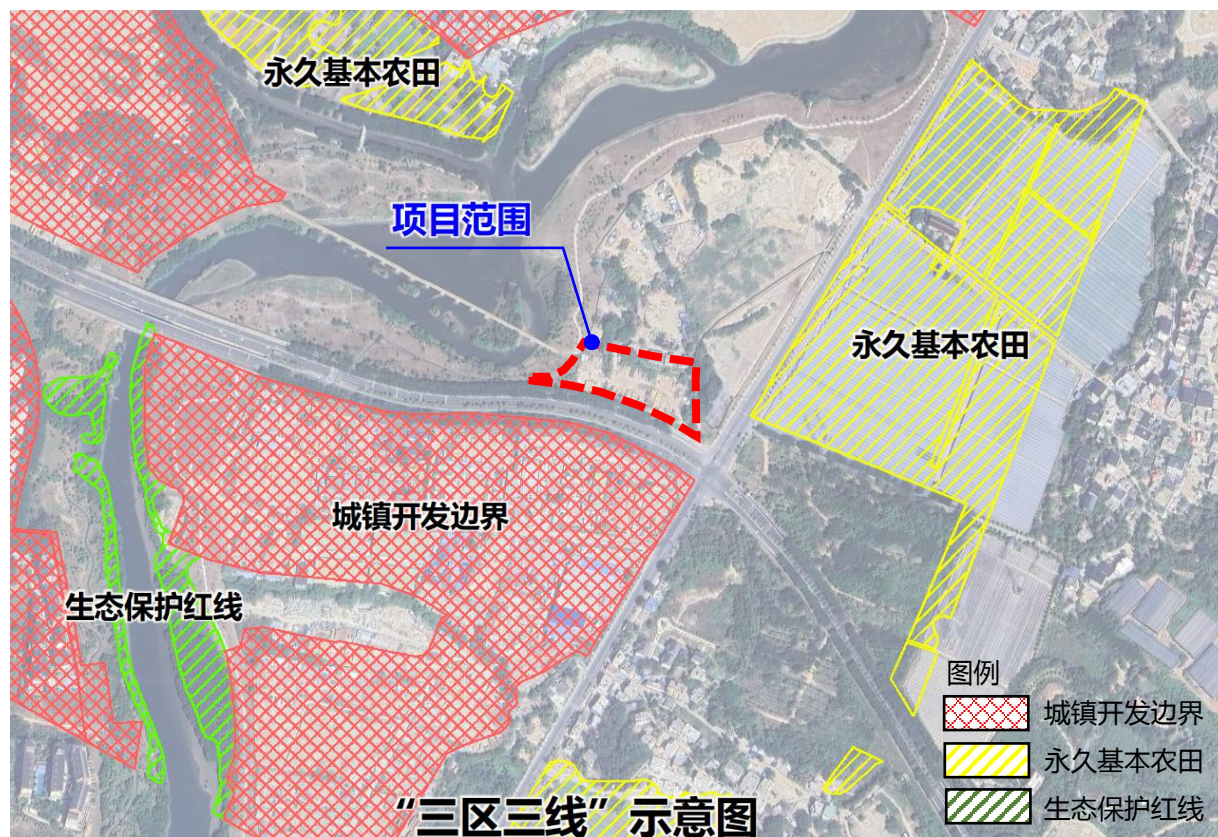 永久基本农田
项目范围
永久基本农田
城镇开发边界
生态保护红线
图例
城镇开发边界
永久基本农田
生态保护红线
“三区三线”示意图